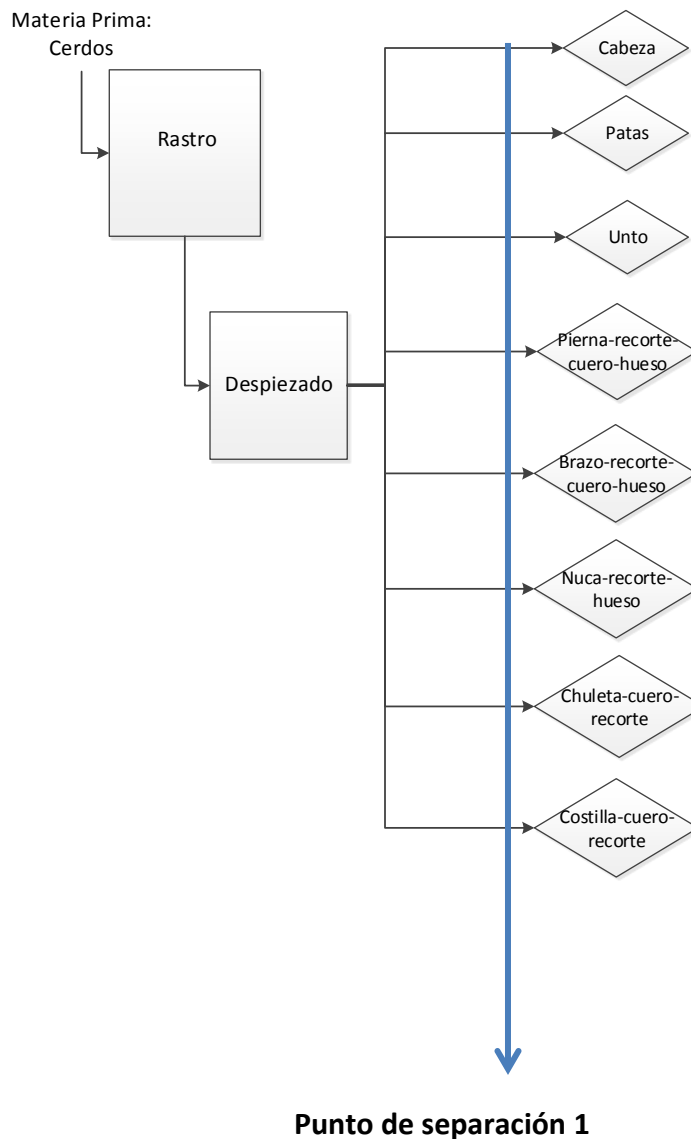 Materia Prima:
Cerdos
Rastro
Despiezado
Cabeza
Patas
Unto
Pierna-recorte-
cuero-hueso
Brazo-recorte-
cuero-hueso
Nuca-recorte-
hueso
Chuleta-cuero-
recorte
Costilla-cuero-
recorte
Punto de separación 1